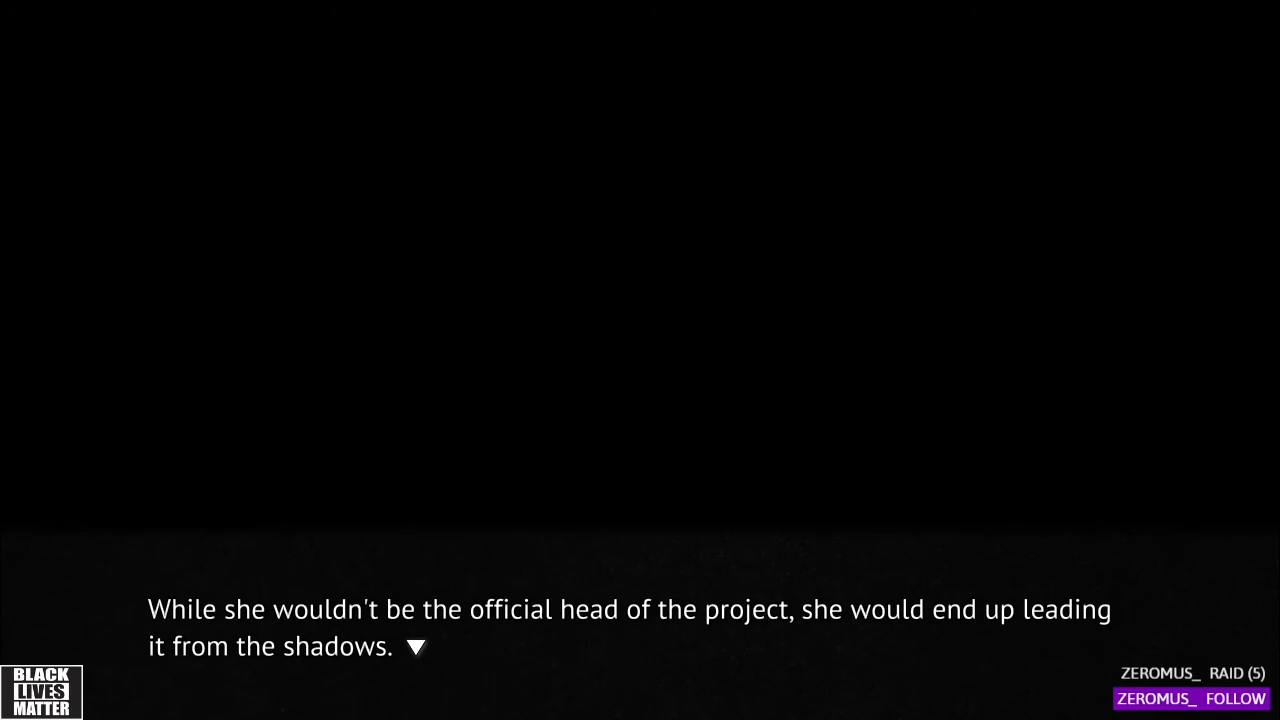 While she wouldn't be the official head of the project, she would end up leading
it from the shadows.
BLACK
LIVES
MATTER
ZEROMUS_ RAID (5)
ZEROMUS_ FOLLOW